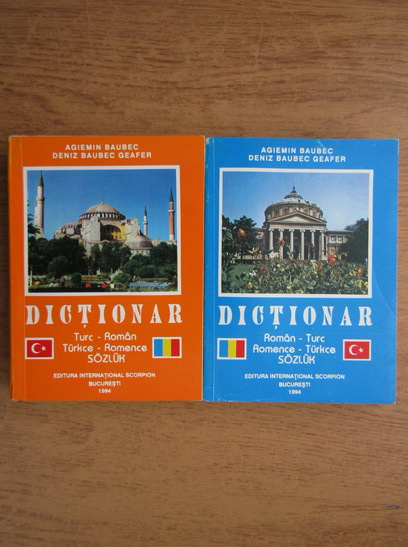 AGIEMIN BAUBEC
DENIZ BAUBEC GEAFER
DICȚIONAR
Turc - Român
Türkçe - Romence
SÖZLÜK
EDITURA INTERNAȚIONAL SCORPION
BUCUREȘTI
1994
AGIEMIN BAUBEC
DENIZ BAUBEC GEAFER
DICȚIONAR
Român - Turc
Romence - Türkçe
SÖZLÜK
EDITURA INTERNAȚIONAL SCORPION
BUCUREȘTI
1994